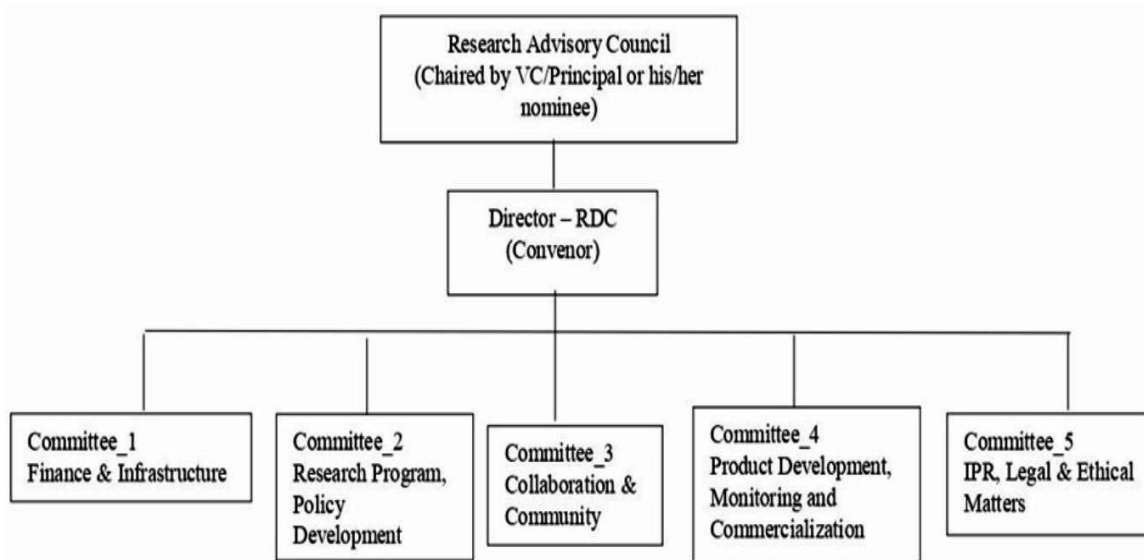 Research Advisory Council
(Chaired by VC/Principal or his/her
nominee)
Director – RDC
(Convenor)
Committee_1
Finance & Infrastructure
Committee_2
Research Program,
Policy
Development
Committee_3
Collaboration &
Community
Committee_4
Product Development,
Monitoring and
Commercialization
Committee_5
IPR, Legal & Ethical
Matters